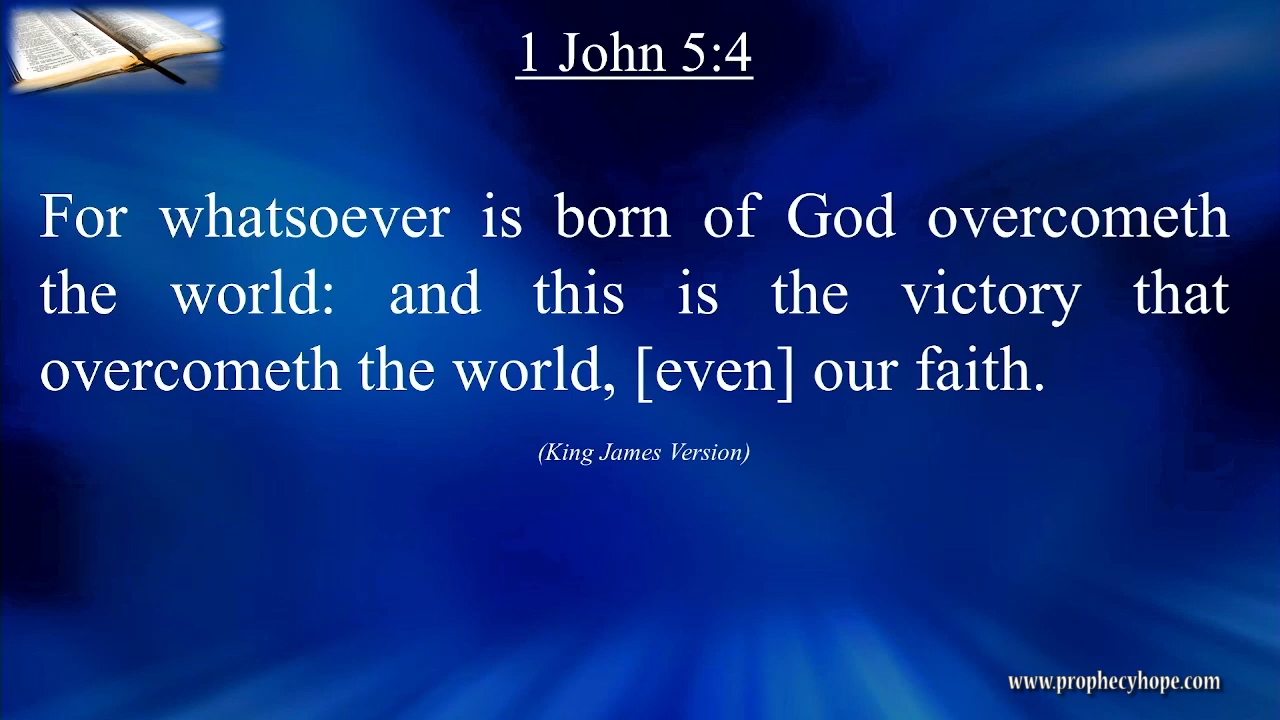 1 John 5:4
For whatsoever is born of God overcometh
the world: and this is the victory that
overcometh the world, [even] our faith.
(King James Version)
www.prophecyhope.com